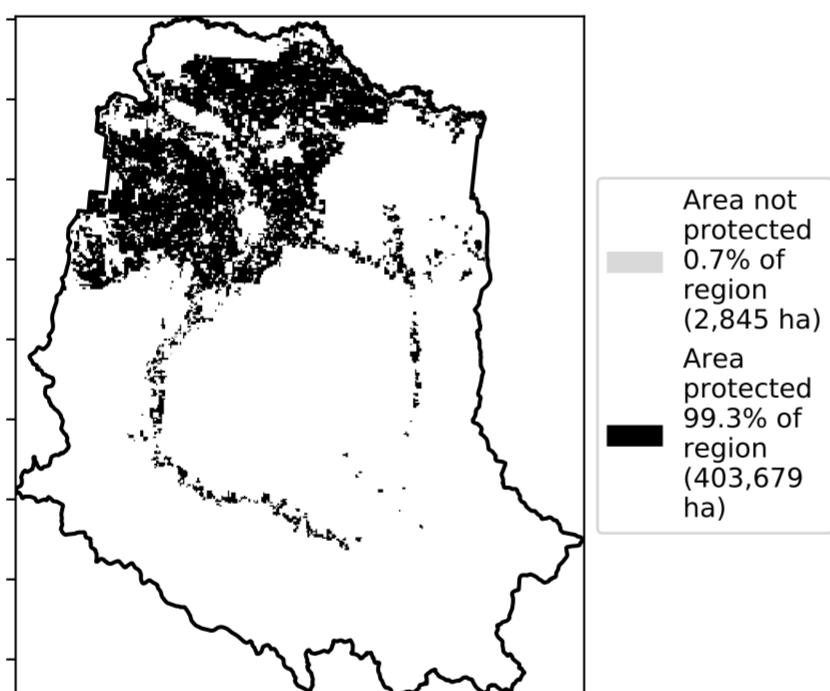 Area not
protected
0.7% of
region
(2,845 ha)
Area
protected
99.3% of
region
(403,679
ha)